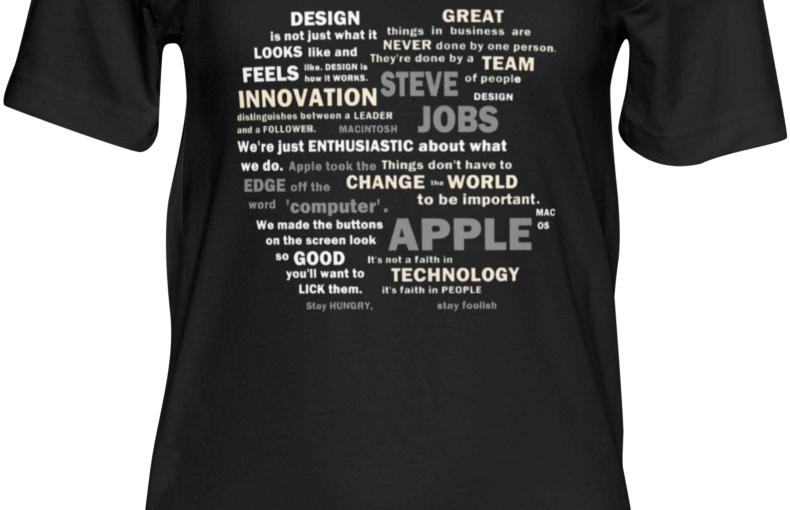 DESIGN
is not just what it
LOOKS like and
FEELS like. DESIGN is
how it WORKS.
GREAT
things in business are
NEVER done by one person.
They're done by a TEAM
of people
STEVE
JOBS
DESIGN
INNOVATION
distinguishes between a LEADER
and a FOLLOWER.
MACINTOSH
We're just ENTHUSIASTIC about what
we do.
Apple took the
EDGE off the
word 'computer'.
Things don't have to
CHANGE the WORLD
to be important.
MAC
OS
We made the buttons
on the screen look
so GOOD
you'll want to
LICK them.
APPLE
It's not a faith in
TECHNOLOGY
it's faith in PEOPLE
Stay HUNGRY, stay foolish